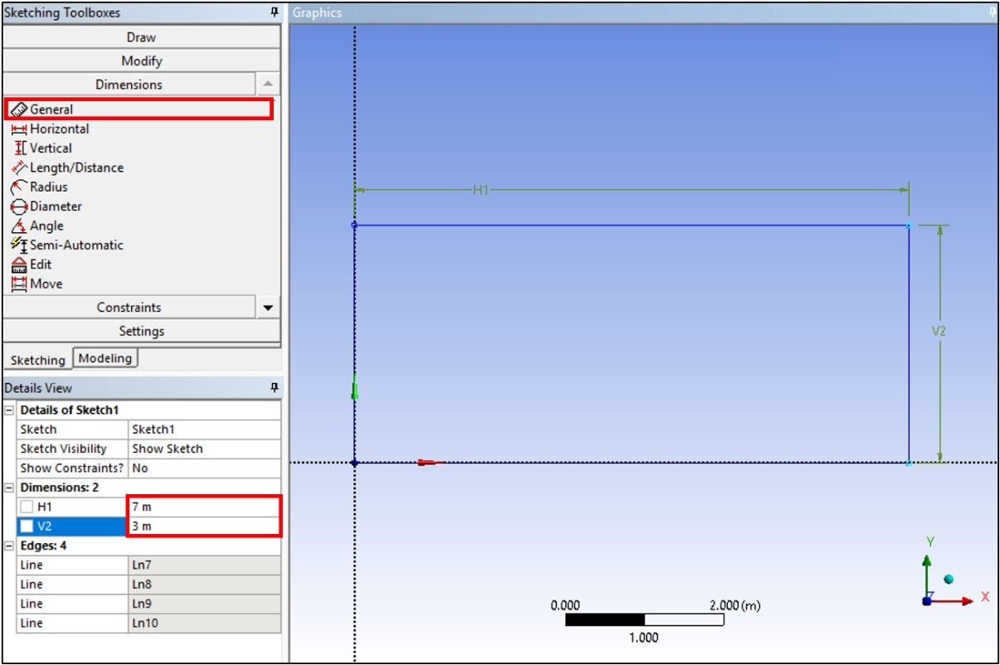 Sketching Toolboxes
Draw
Modify
Dimensions
General
Horizontal
Vertical
Length/Distance
Radius
Diameter
Angle
Semi-Automatic
Edit
Move
Constraints
Settings
Sketching Modeling
Details View
Details of Sketch1
Sketch Sketch1
Sketch Visibility Show Sketch
Show Constraints? No
Dimensions: 2
H1 7 m
V2 3 m
Edges: 4
Line Ln7
Line Ln8
Line Ln9
Line Ln10
Graphics
H1
V2
Y
Z
X
0.000 2.000 (m)
1.000